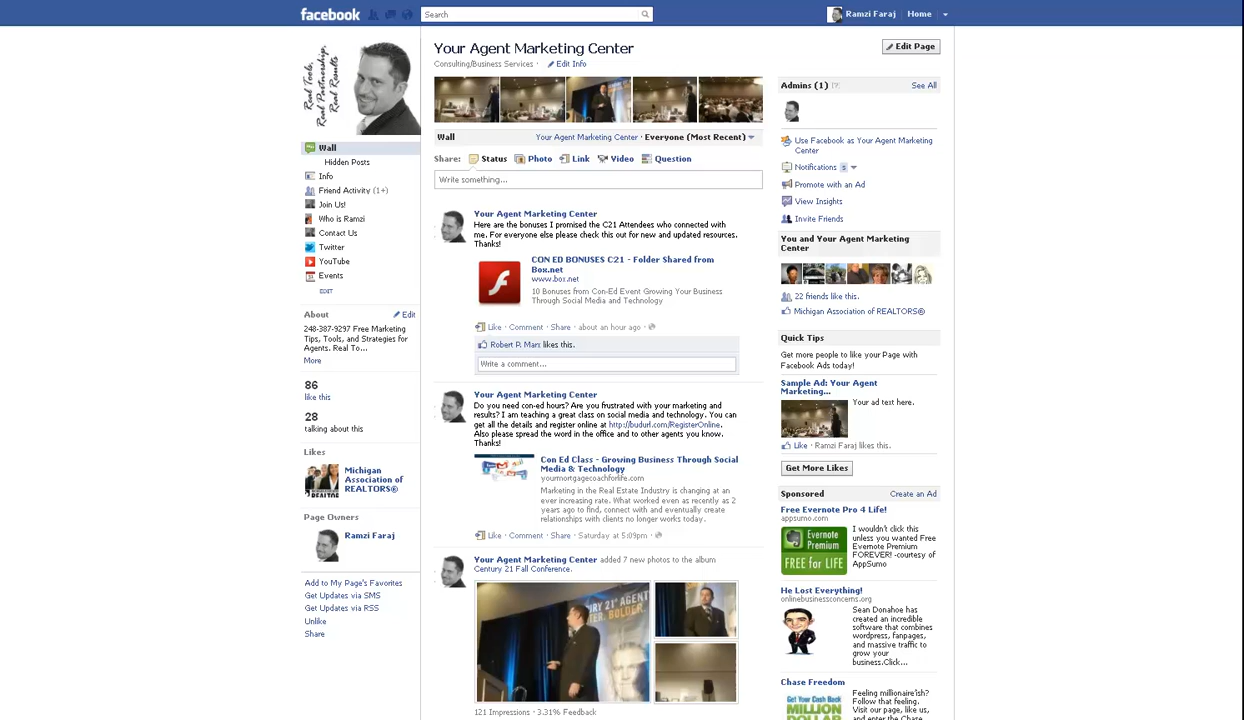 facebook
Search
Ramzi Faraj
Home
Real Tools,
Real Partnership,
Real Results
Wall
Hidden Posts
Info
Friend Activity (1+)
Join Us!
Who is Ramzi
Contact Us
Twitter
YouTube
Events
EDIT
About
Edit
248-387-9297 Free Marketing
Tips, Tools, and Strategies for
Agents. Real To...
More
86
like this
28
talking about this
Likes
Michigan
Association of
REALTORS®
Page Owners
Ramzi Faraj
Add to My Page's Favorites
Get Updates via SMS
Get Updates via RSS
Unlike
Share
Your Agent Marketing Center
Consulting/Business Services · Edit Info
Wall
Your Agent Marketing Center · Everyone (Most Recent)
Share: Status Photo Link Video Question
Write something...
Your Agent Marketing Center
Here are the bonuses I promised the C21 Attendees who connected with
me. For everyone else please check this out for new and updated resources.
Thanks!
CON ED BONUSES C21 - Folder Shared from
Box.net
www.box.net
10 Bonuses from Con-Ed Event Growing Your Business
Through Social Media and Technology
Like · Comment · Share · about an hour ago ·
Robert P. Marx likes this.
Write a comment...
Your Agent Marketing Center
Do you need con-ed hours? Are you frustrated with your marketing and
results? I am teaching a great class on social media and technology. You can
get all the details and register online at http://budurl.com/RegisterOnline.
Also please spread the word in the office and to other agents you know.
Thanks!
Con Ed Class - Growing Business Through Social
Media & Technology
yourmortgagecoachforlife.com
Marketing in the Real Estate Industry is changing at an
ever increasing rate. What worked even as recently as 2
years ago to find, connect with and eventually create
relationships with clients no longer works today.
Like · Comment · Share · Saturday at 5:09pm ·
Your Agent Marketing Center added 7 new photos to the album
Century 21 Fall Conference.
121 Impressions · 3.31% Feedback
Edit Page
Admins (1) [?]
See All
Use Facebook as Your Agent Marketing
Center
Notifications 5
Promote with an Ad
View Insights
Invite Friends
You and Your Agent Marketing
Center
22 friends like this.
Michigan Association of REALTORS®
Quick Tips
Get more people to like your Page with
Facebook Ads today!
Sample Ad: Your Agent
Marketing...
Your ad text here.
Like · Ramzi Faraj likes this.
Get More Likes
Sponsored
Create an Ad
Free Evernote Pro 4 Life!
appsumo.com
Evernote
Premium
FREE for LIFE
I wouldn't click this
unless you wanted Free
Evernote Premium
FOREVER! -courtesy of
AppSumo
He Lost Everything!
onlinebusinessconcerns.org
Sean Donahoe has
created an incredible
software that combines
wordpress, fanpages,
and massive traffic to
grow your
business.Click...
Chase Freedom
Get Your Cash Back
MILLION
DOLLAR
Feeling millionaire'ish?
Follow that feeling.
Visit our page, like us,
and enter the Chase